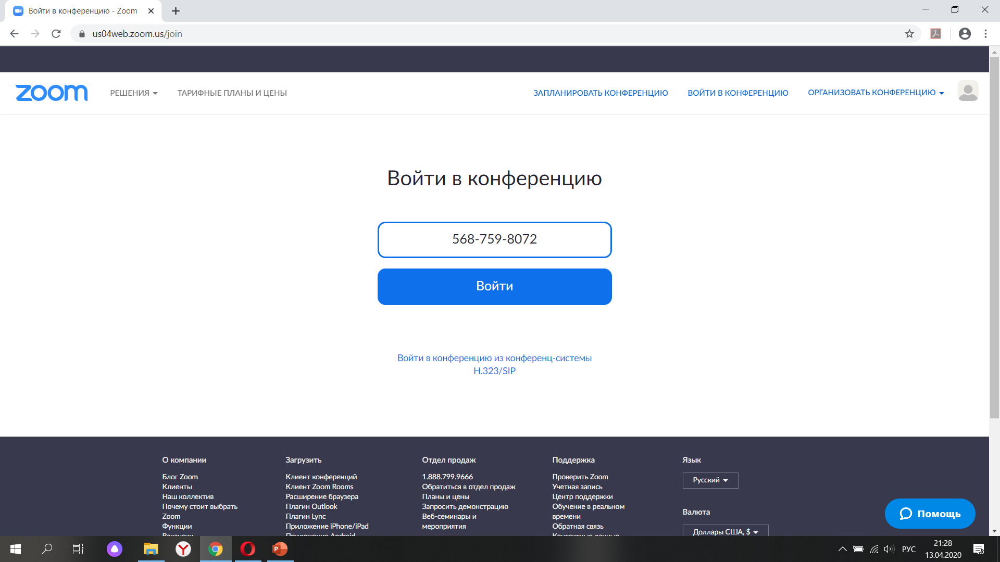 Войти в конференцию - Zoom
us04web.zoom.us/join
zoom
РЕШЕНИЯ
ТАРИФНЫЕ ПЛАНЫ И ЦЕНЫ
ЗАПЛАНИРОВАТЬ КОНФЕРЕНЦИЮ
ВОЙТИ В КОНФЕРЕНЦИЮ
ОРГАНИЗОВАТЬ КОНФЕРЕНЦИЮ
Войти в конференцию
568-759-8072
Войти
Войти в конференцию из конференц-системы
H.323/SIP
О компании
Блог Zoom
Клиенты
Наш коллектив
Почему стоит выбрать
Zoom
Функции
Вакансии
Загрузить
Клиент конференций
Клиент Zoom Rooms
Расширение браузера
Плагин Outlook
Плагин Lync
Приложение iPhone/iPad
Приложение Android
Отдел продаж
1.888.799.9666
Обратиться в отдел продаж
Планы и цены
Запросить демонстрацию
Веб-семинары и
мероприятия
Поддержка
Проверить Zoom
Учетная запись
Центр поддержки
Обучение в реальном
времени
Обратная связь
Контактные данные
Язык
Русский
Валюта
Доллары США, $
Помощь
РУС
21:28
13.04.2020